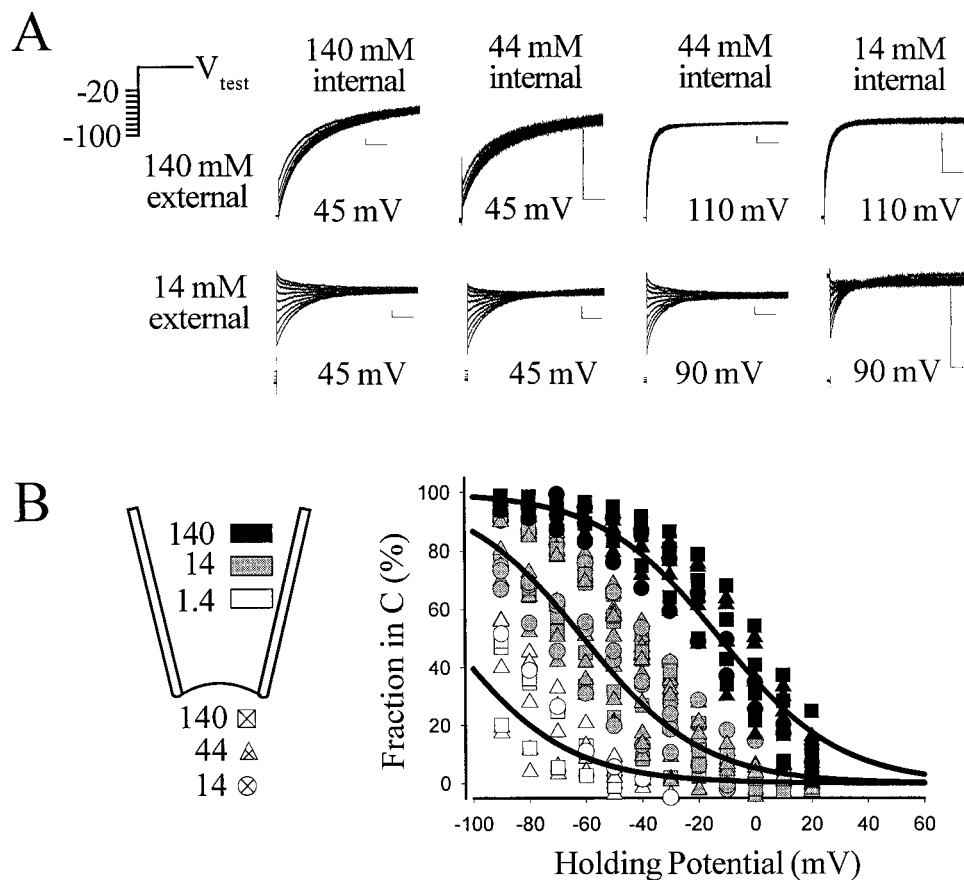 A
140 mM internal
44 mM internal
44 mM internal
14 mM internal
V test
-20
-100
140 mM external
45 mV
45 mV
110 mV
110 mV
14 mM external
45 mV
45 mV
90 mV
90 mV
B
140
14
1.4
140
44
14
Fraction in C (%)
100
80
60
40
20
0
-100 -80 -60 -40 -20 0 20 40 60
Holding Potential (mV)